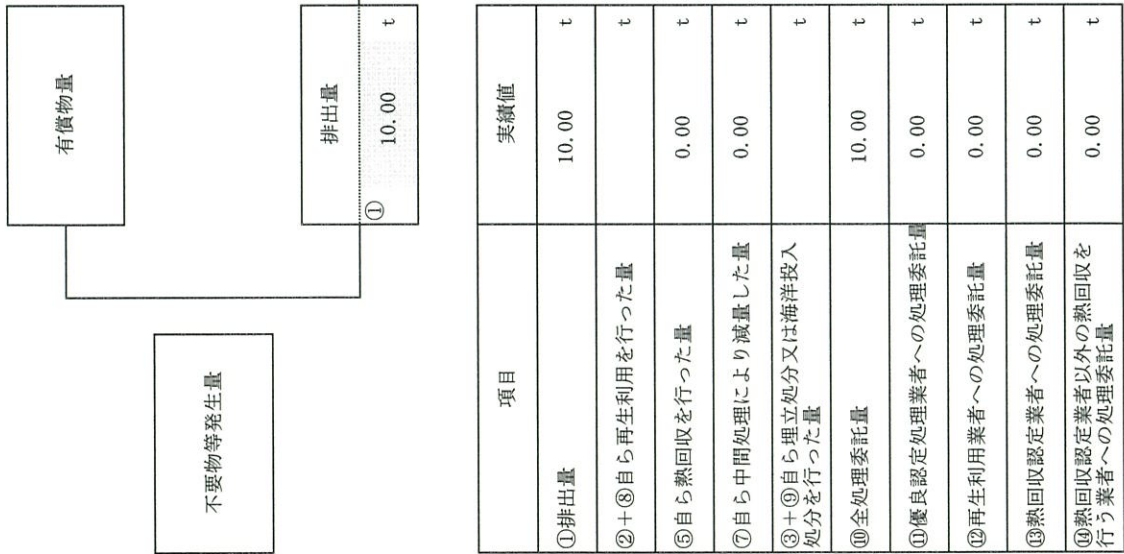 有償物量
不要物等発生量
排出量
① 10.00 t
項目 実績値
①排出量 10.00 t
②+⑧自ら再生利用を行った量 t
⑤自ら熱回収を行った量 0.00 t
⑦自ら中間処理により減量した量 0.00 t
③+⑨自ら埋立処分又は海洋投入
処分を行った量 t
⑩全処理委託量 10.00 t
⑪優良認定処理業者への処理委託量 0.00 t
⑫再生利用業者への処理委託量 0.00 t
⑬熱回収認定業者への処理委託量 0.00 t
⑭熱回収認定業者以外の熱回収を
行う業者への処理委託量 0.00 t